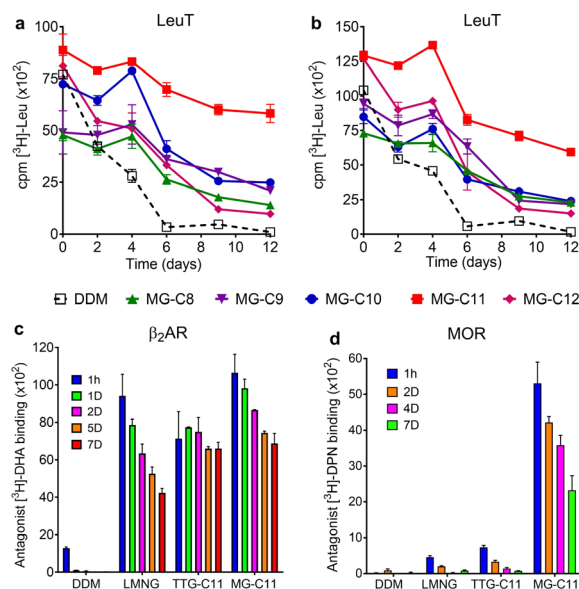 a
LeuT
cpm [³H]-Leu (x10²)
100
75
50
25
0
0 2 4 6 8 10 12
Time (days)
b
LeuT
cpm [³H]-Leu (x10²)
150
125
100
75
50
25
0
0 2 4 6 8 10 12
Time (days)
DDM MG-C8 MG-C9 MG-C10 MG-C11 MG-C12
c
β₂AR
Antagonist [³H]-DHA binding (x10²)
120
100
80
60
40
20
0
1h
1D
2D
5D
7D
DDM LMNG TTG-C11 MG-C11
d
MOR
Antagonist [³H]-DPN binding (x10²)
60
50
40
30
20
10
0
1h
2D
4D
7D
DDM LMNG TTG-C11 MG-C11